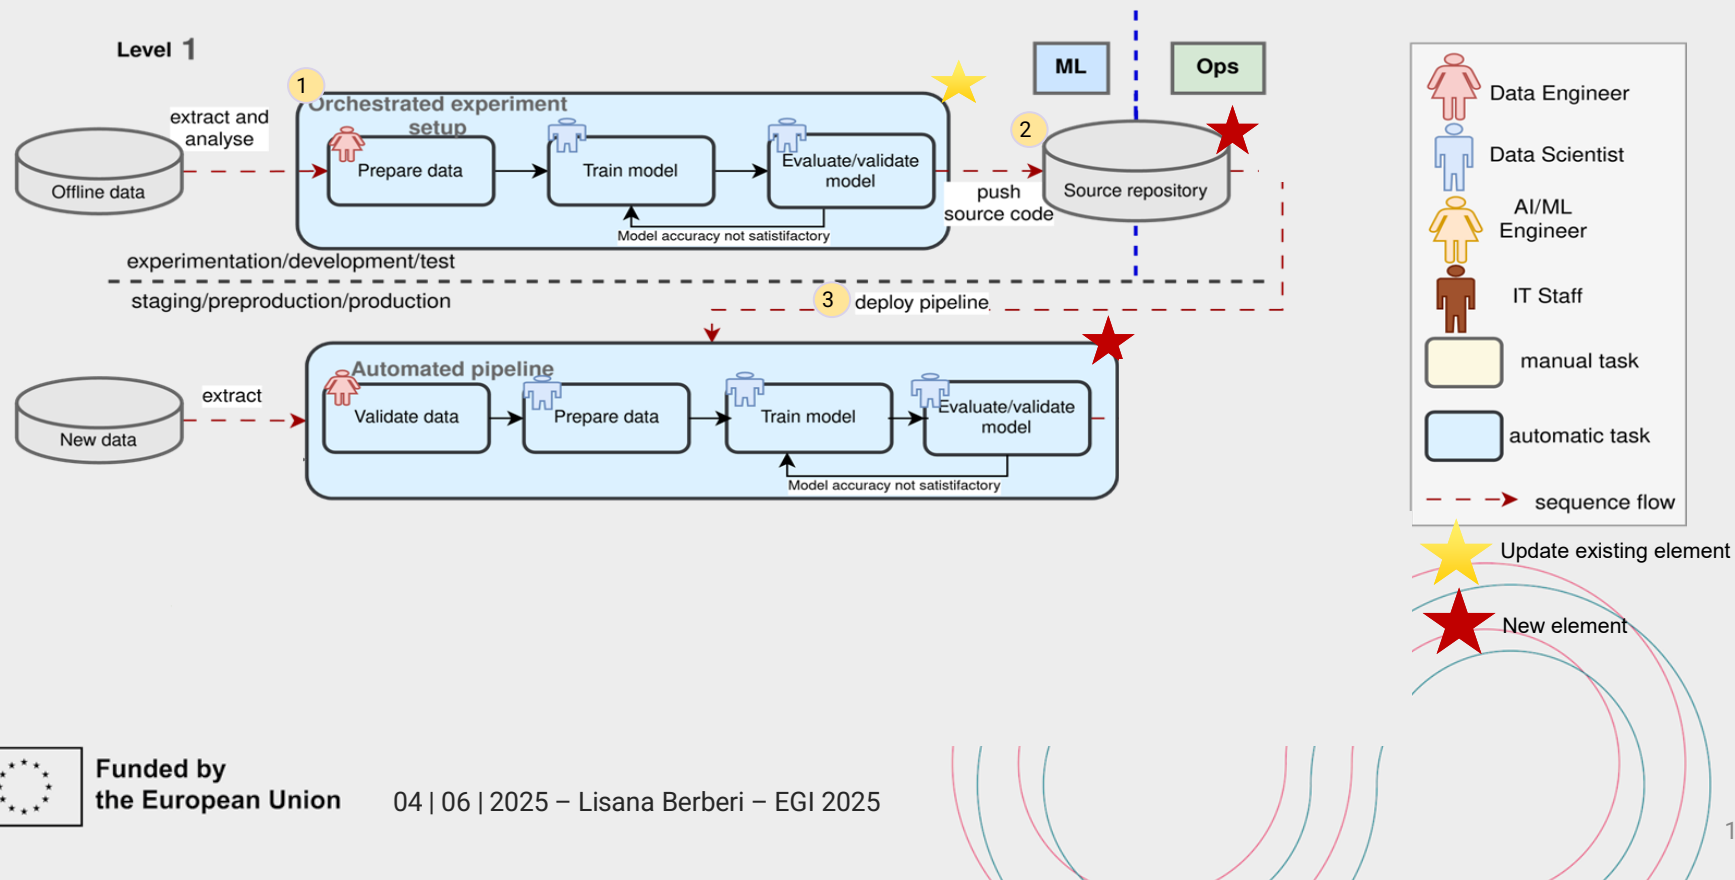 Level 1
ML
Ops
1
Orchestrated experiment
setup
extract and
analyse
Offline data
Prepare data
Train model
Evaluate/validate
model
Model accuracy not satistifactory
2
Source repository
push
source code
experimentation/development/test
staging/preproduction/production
3
deploy pipeline
Automated pipeline
extract
New data
Validate data
Prepare data
Train model
Evaluate/validate
model
Model accuracy not satistifactory
Data Engineer
Data Scientist
AI/ML
Engineer
IT Staff
manual task
automatic task
sequence flow
Update existing element
New element
Funded by
the European Union
04 | 06 | 2025 – Lisana Berberi – EGI 2025
1